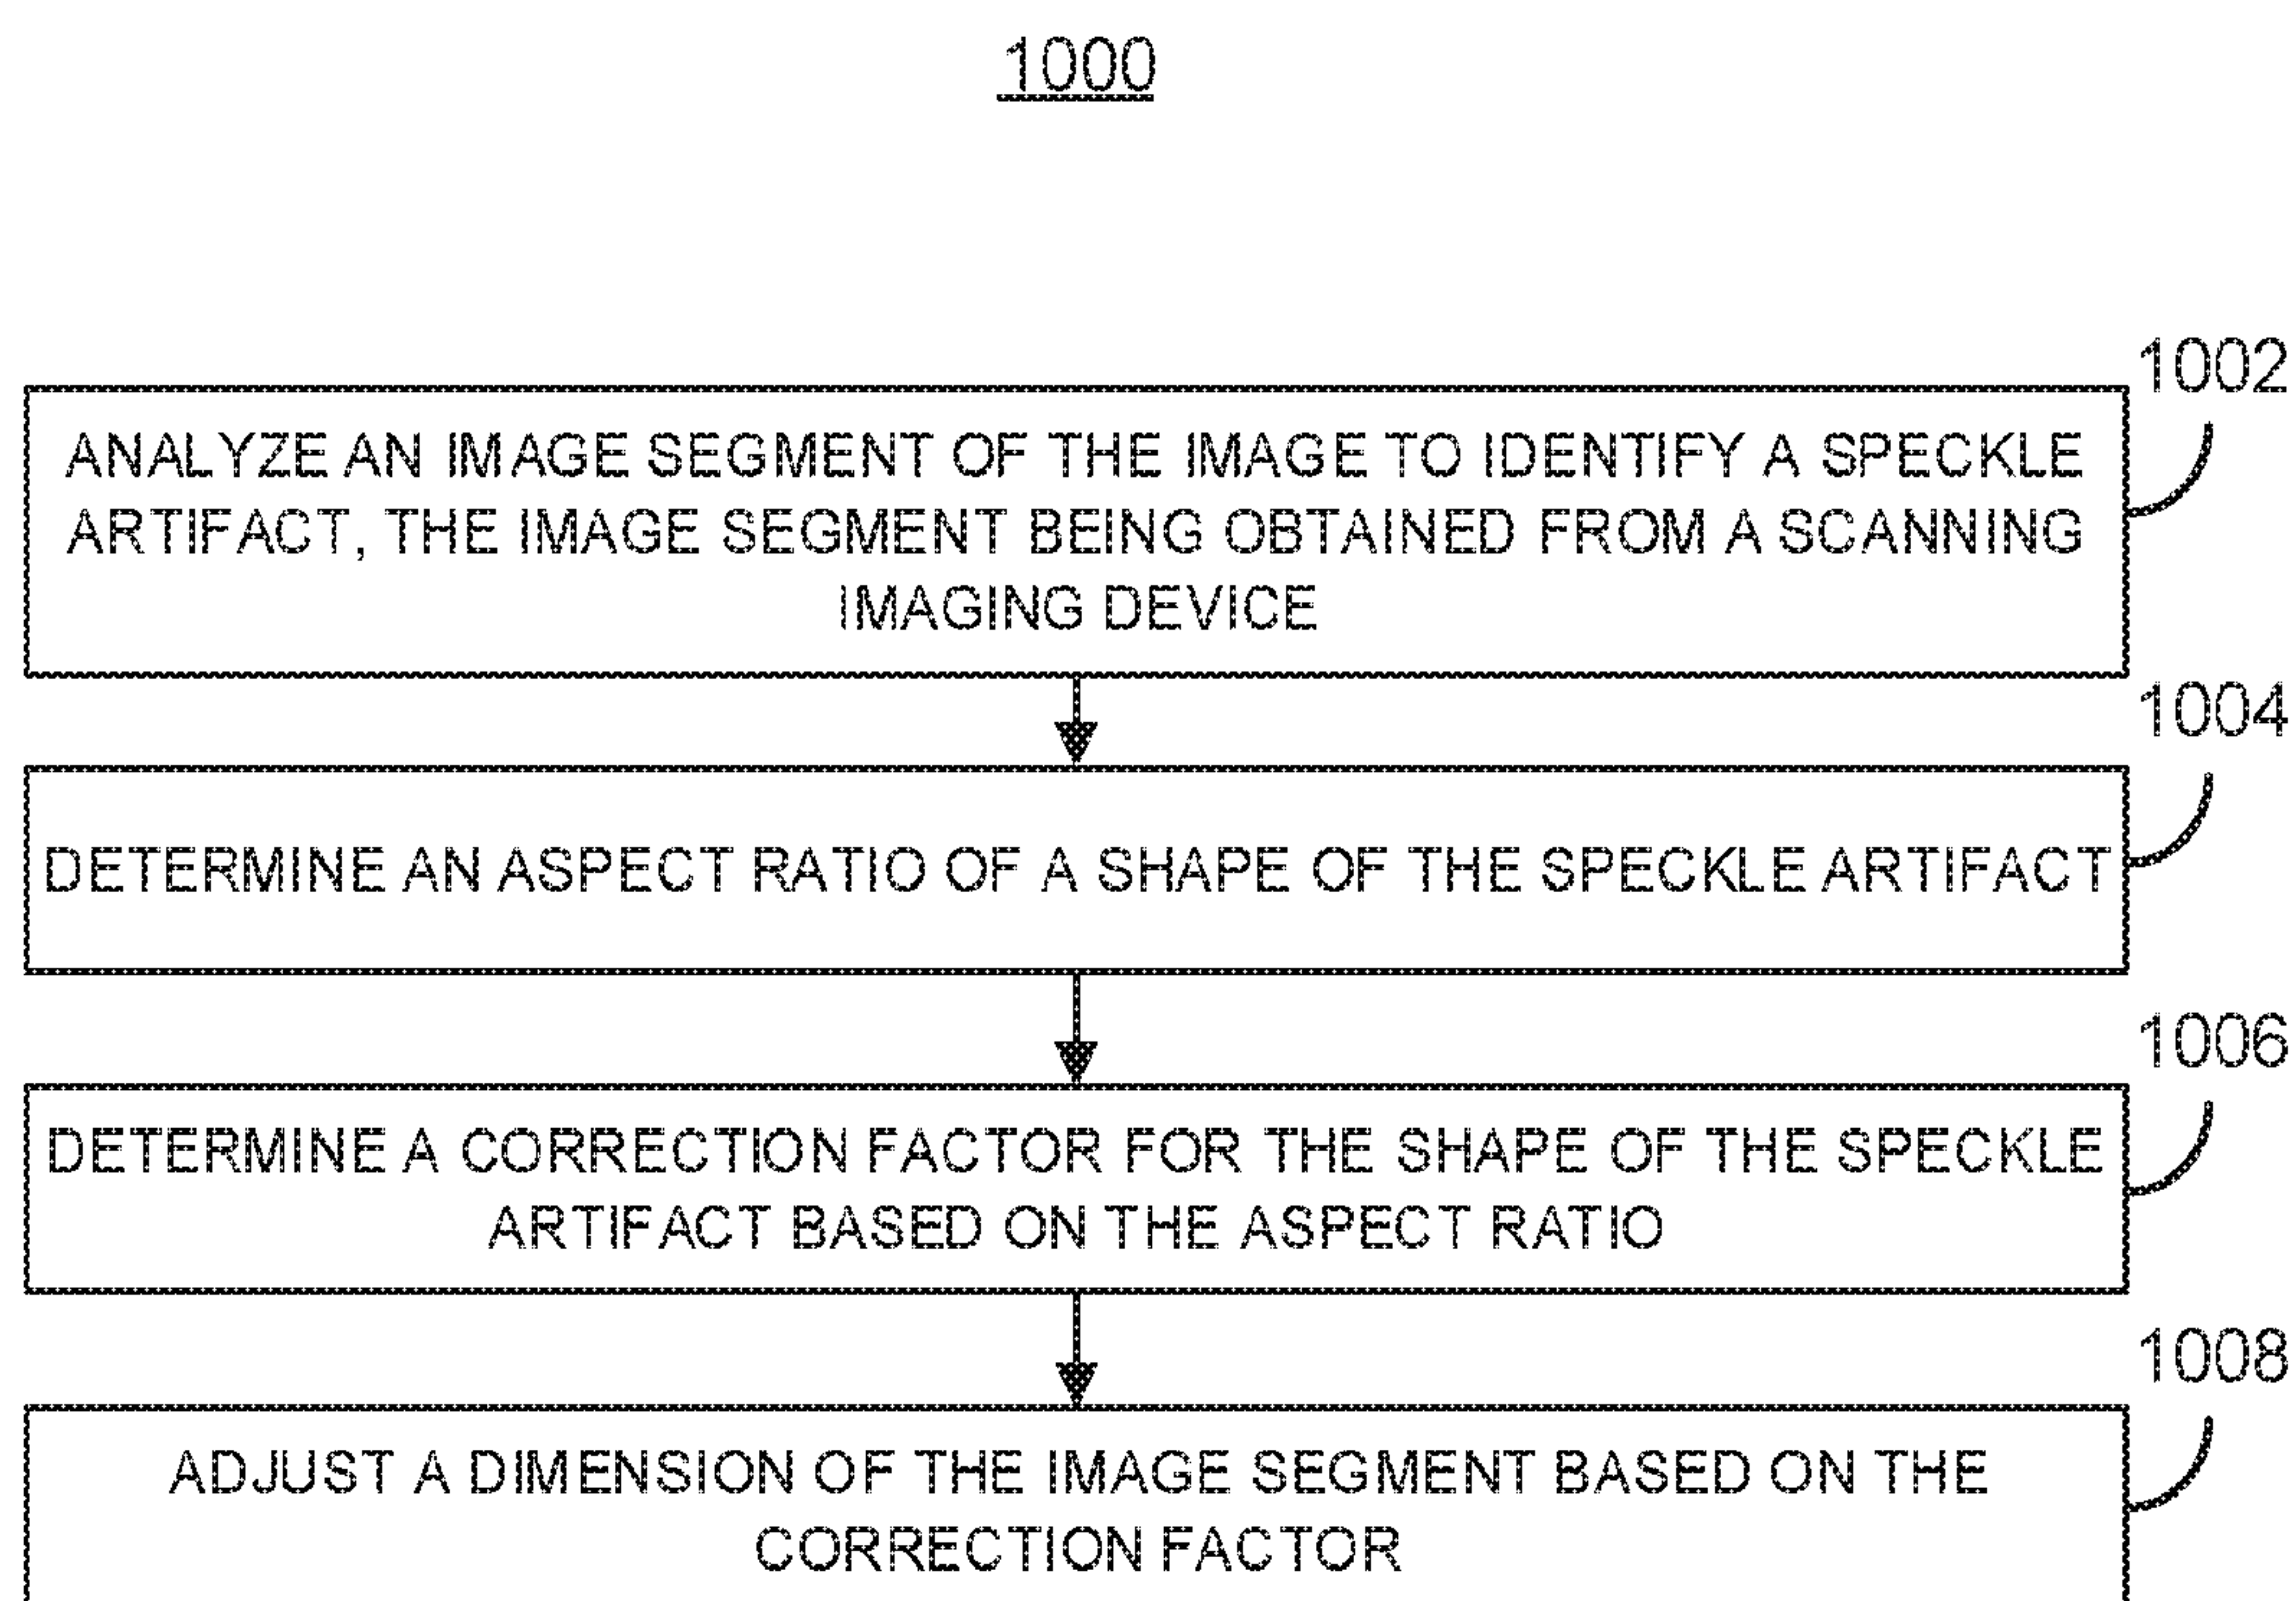 1000
1002
ANALYZE AN IMAGE SEGMENT OF THE IMAGE TO IDENTIFY A SPECKLE
ARTIFACT, THE IMAGE SEGMENT BEING OBTAINED FROM A SCANNING
IMAGING DEVICE
1004
DETERMINE AN ASPECT RATIO OF A SHAPE OF THE SPECKLE ARTIFACT
1006
DETERMINE A CORRECTION FACTOR FOR THE SHAPE OF THE SPECKLE
ARTIFACT BASED ON THE ASPECT RATIO
1008
ADJUST A DIMENSION OF THE IMAGE SEGMENT BASED ON THE
CORRECTION FACTOR